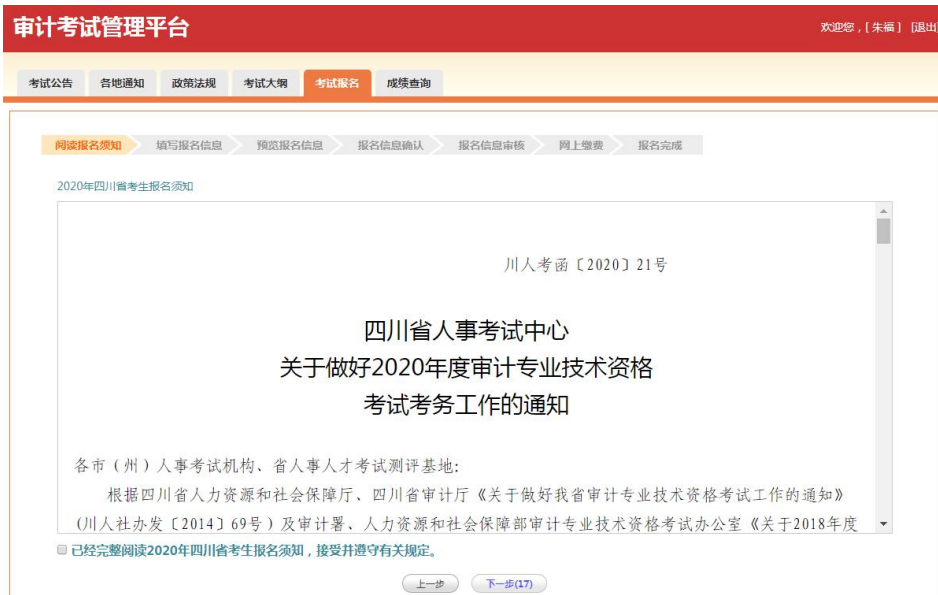 审计考试管理平台
欢迎您，[ 朱福 ] [退出]
考试公告 各地通知 政策法规 考试大纲 考试报名 成绩查询
阅读报名须知 填写报名信息 预览报名信息 报名信息确认 报名信息审核 网上缴费 报名完成
2020年四川省考生报名须知
川人考函〔2020〕21号
四川省人事考试中心
关于做好2020年度审计专业技术资格
考试考务工作的通知
各市（州）人事考试机构、省人事人才考试测评基地:
根据四川省人力资源和社会保障厅、四川省审计厅《关于做好我省审计专业技术资格考试工作的通知》
(川人社办发〔2014〕69号）及审计署、人力资源和社会保障部审计专业技术资格考试办公室《关于2018年度
已经完整阅读2020年四川省考生报名须知，接受并遵守有关规定。
上一步 下一步(17)